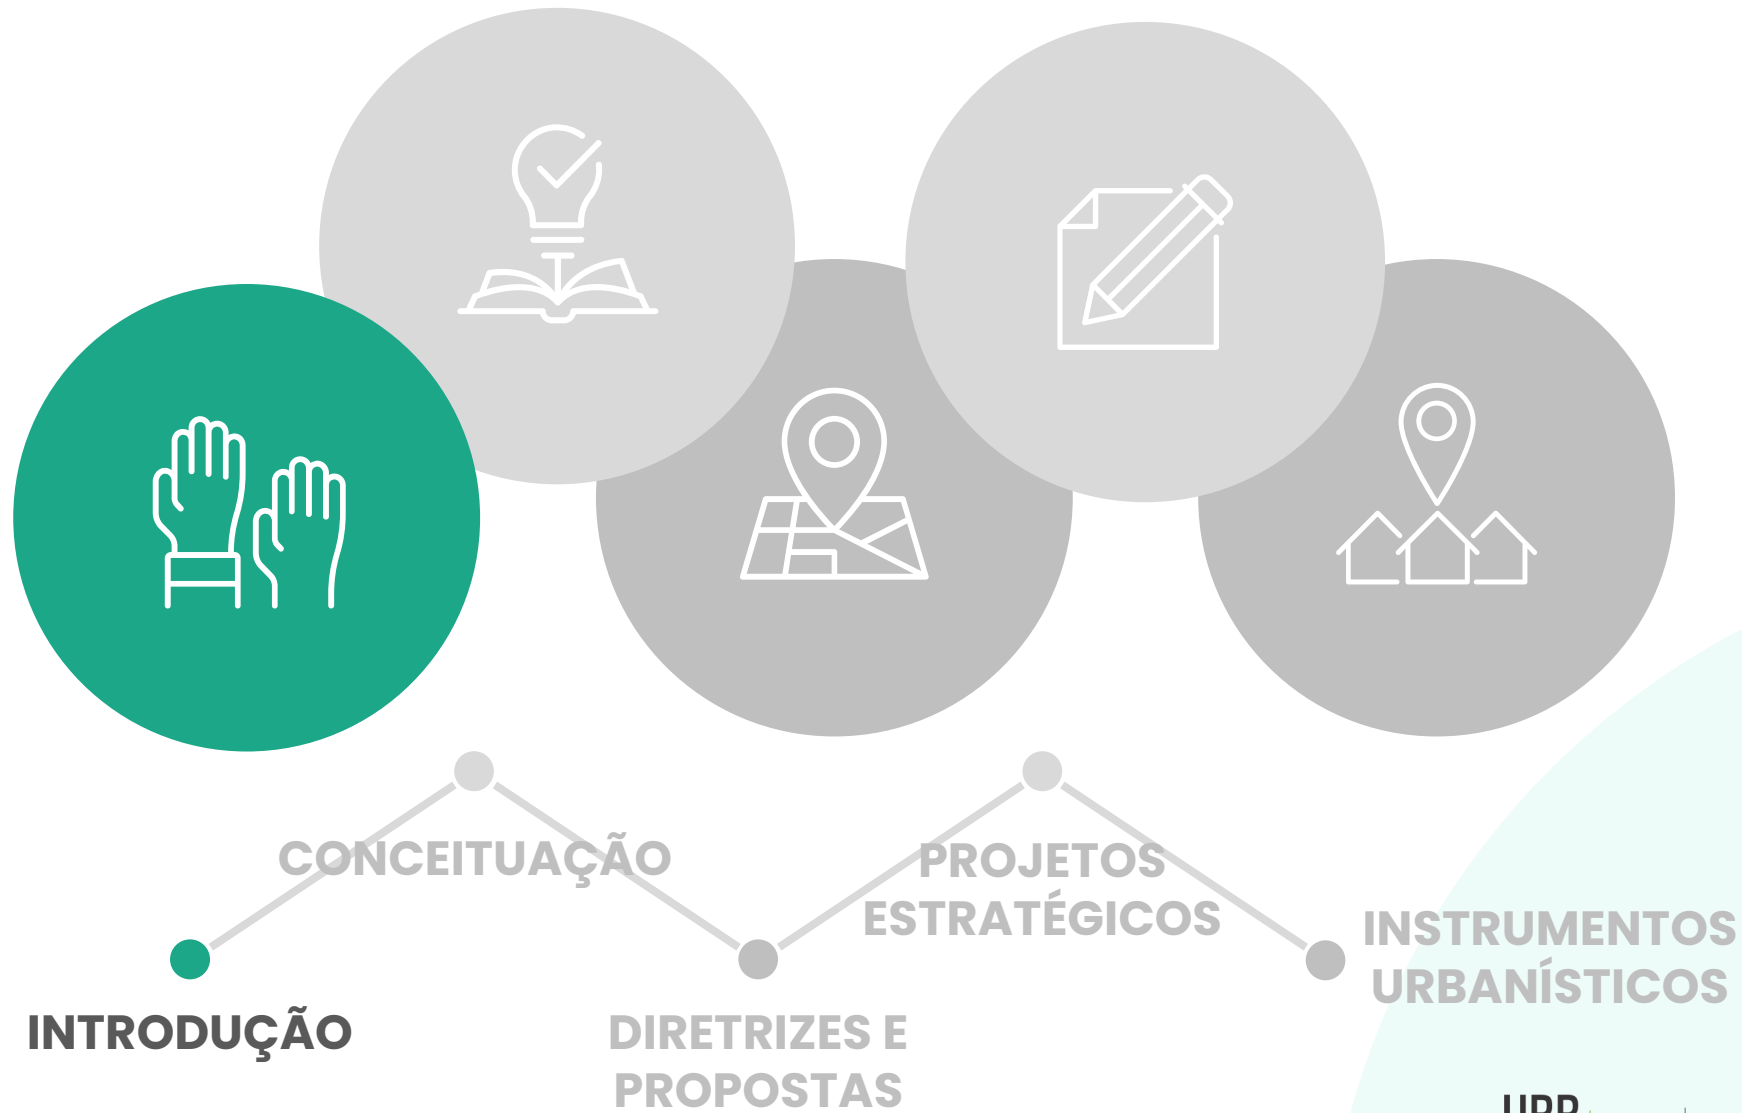 CONCEITUAÇÃO
PROJETOS
ESTRATÉGICOS
INSTRUMENTOS
URBANÍSTICOS
INTRODUÇÃO
DIRETRIZES E
PROPOSTAS